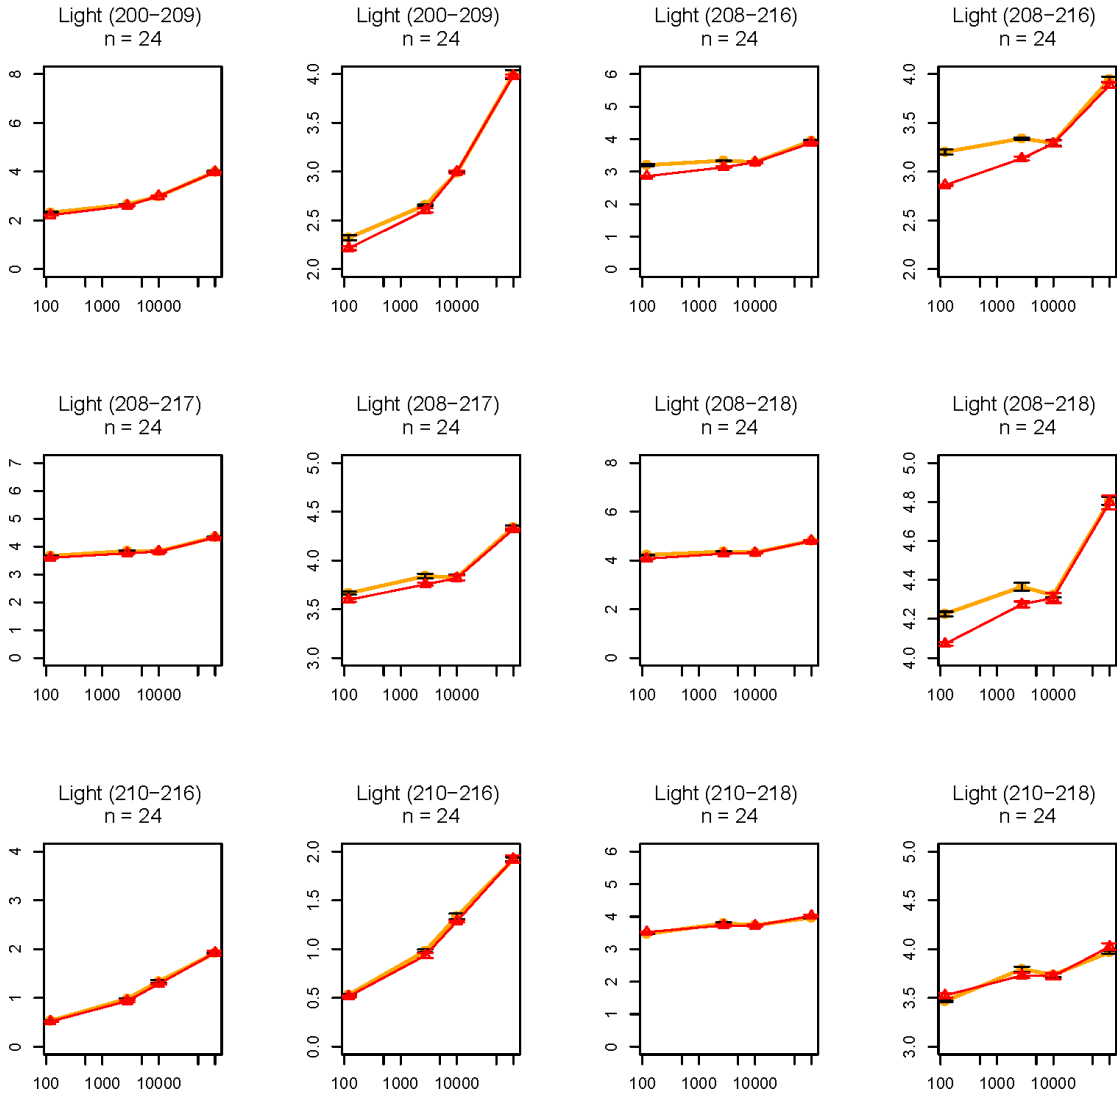 Light (200−209)
n = 24
8
6
4
2
0
100 1000 10000
Light (200−209)
n = 24
4.0
3.5
3.0
2.5
2.0
100 1000 10000
Light (208−216)
n = 24
6
5
4
3
2
1
0
100 1000 10000
Light (208−216)
n = 24
4.0
3.5
3.0
2.5
2.0
100 1000 10000
Light (208−217)
n = 24
7
6
5
4
3
2
1
0
100 1000 10000
Light (208−217)
n = 24
5.0
4.5
4.0
3.5
3.0
100 1000 10000
Light (208−218)
n = 24
8
6
4
2
0
100 1000 10000
Light (208−218)
n = 24
5.0
4.8
4.6
4.4
4.2
4.0
100 1000 10000
Light (210−216)
n = 24
4
3
2
1
0
100 1000 10000
Light (210−216)
n = 24
2.0
1.5
1.0
0.5
0.0
100 1000 10000
Light (210−218)
n = 24
6
5
4
3
2
1
0
100 1000 10000
Light (210−218)
n = 24
5.0
4.5
4.0
3.5
3.0
100 1000 10000